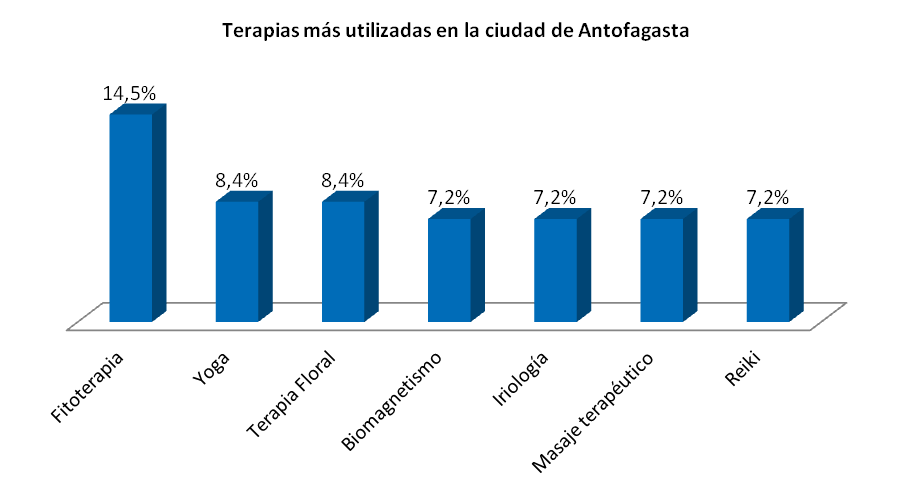 Terapias más utilizadas en la ciudad de Antofagasta
14,5%
8,4%
8,4%
7,2%
7,2%
7,2%
7,2%
Fitoterapia
Yoga
Terapia Floral
Biomagnetismo
Iriología
Masaje terapéutico
Reiki